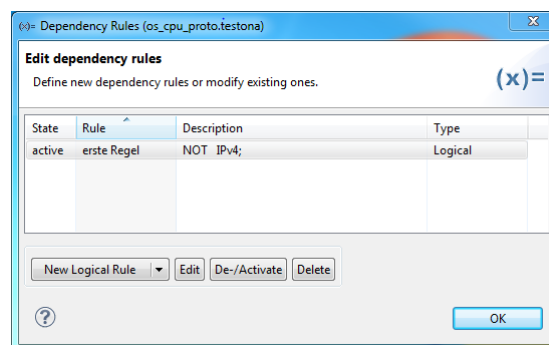 (x)= Dependency Rules (os_cpu_proto.testona)
X
Edit dependency rules
Define new dependency rules or modify existing ones.
(x)=
State Rule Description Type
active erste Regel NOT IPv4; Logical
New Logical Rule Edit De-/Activate Delete
?
OK